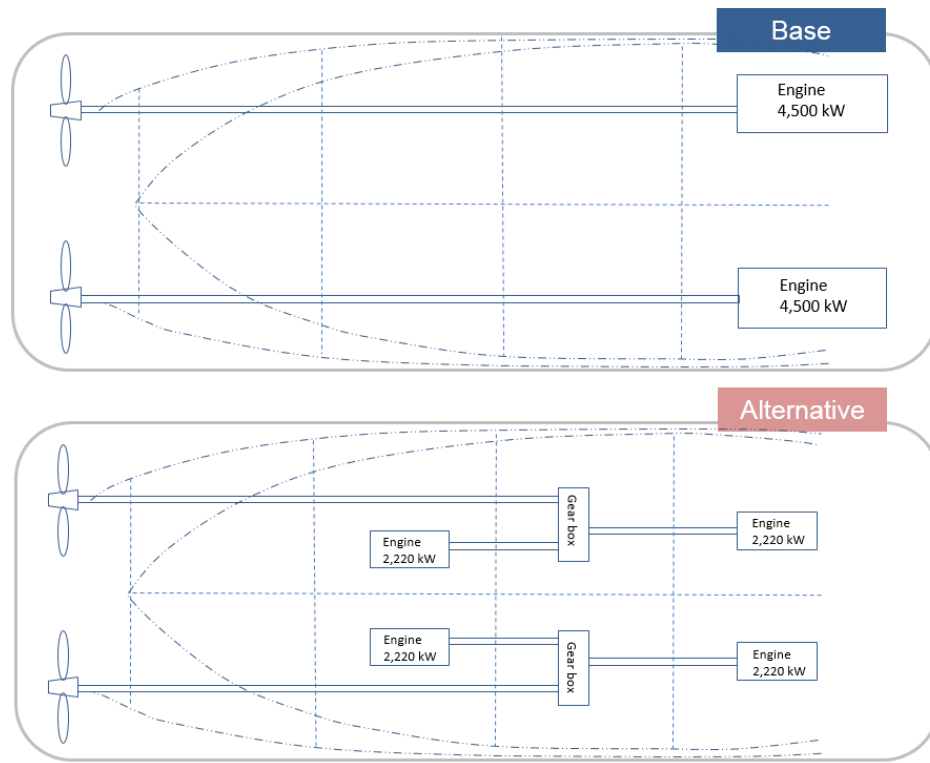 Base
Engine
4,500 kW
Engine
4,500 kW
Alternative
Gear box
Engine
2,220 kW
Engine
2,220 kW
Engine
2,220 kW
Gear box
Engine
2,220 kW